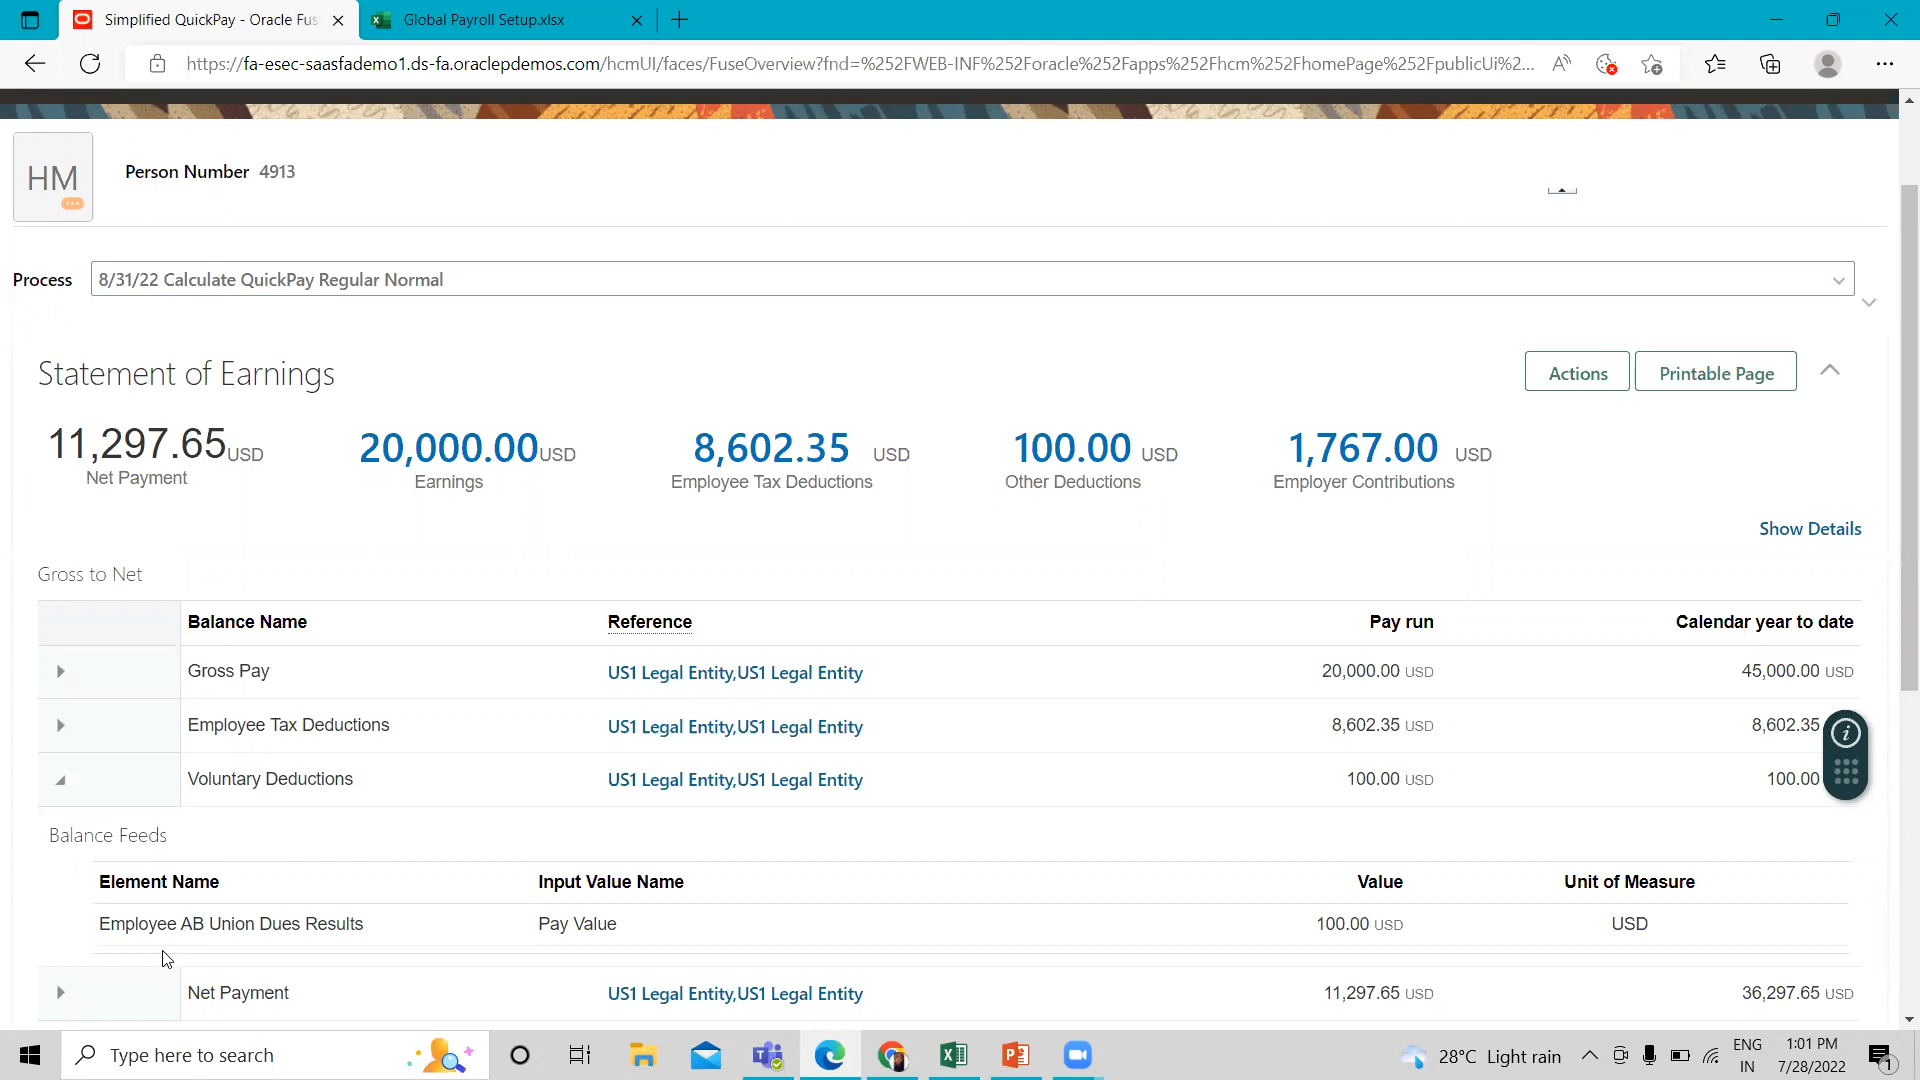 Simplified QuickPay - Oracle Fus
Global Payroll Setup.xlsx
https://fa-esec-saasfademo1.ds-fa.oraclepdemos.com/hcmUI/faces/FuseOverview?fnd=%252FWEB-INF%252Foracle%252Fapps%252Fhcm%252FhomePage%252FpublicUi%2...
HM
Person Number 4913
Process 8/31/22 Calculate QuickPay Regular Normal
Statement of Earnings
Actions Printable Page
11,297.65 USD 20,000.00 USD 8,602.35 USD 100.00 USD 1,767.00 USD
Net Payment Earnings Employee Tax Deductions Other Deductions Employer Contributions
Show Details
Gross to Net
Balance Name Reference Pay run Calendar year to date
Gross Pay US1 Legal Entity,US1 Legal Entity 20,000.00 USD 45,000.00 USD
Employee Tax Deductions US1 Legal Entity,US1 Legal Entity 8,602.35 USD 8,602.35
Voluntary Deductions US1 Legal Entity,US1 Legal Entity 100.00 USD 100.00
Balance Feeds
Element Name Input Value Name Value Unit of Measure
Employee AB Union Dues Results Pay Value 100.00 USD USD
Net Payment US1 Legal Entity,US1 Legal Entity 11,297.65 USD 36,297.65 USD
Type here to search
28°C Light rain
ENG
IN
1:01 PM
7/28/2022
1